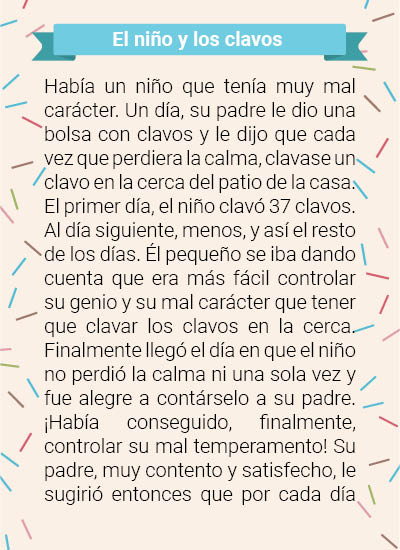 El niño y los clavos
Había un niño que tenía muy mal
carácter. Un día, su padre le dio una
bolsa con clavos y le dijo que cada
vez que perdiera la calma, clavase un
clavo en la cerca del patio de la casa.
El primer día, el niño clavó 37 clavos.
Al día siguiente, menos, y así el resto
de los días. Él pequeño se iba dando
cuenta que era más fácil controlar
su genio y su mal carácter que tener
que clavar los clavos en la cerca.
Finalmente llegó el día en que el niño
no perdió la calma ni una sola vez y
fue alegre a contárselo a su padre.
¡Había conseguido, finalmente,
controlar su mal temperamento! Su
padre, muy contento y satisfecho, le
sugirió entonces que por cada día